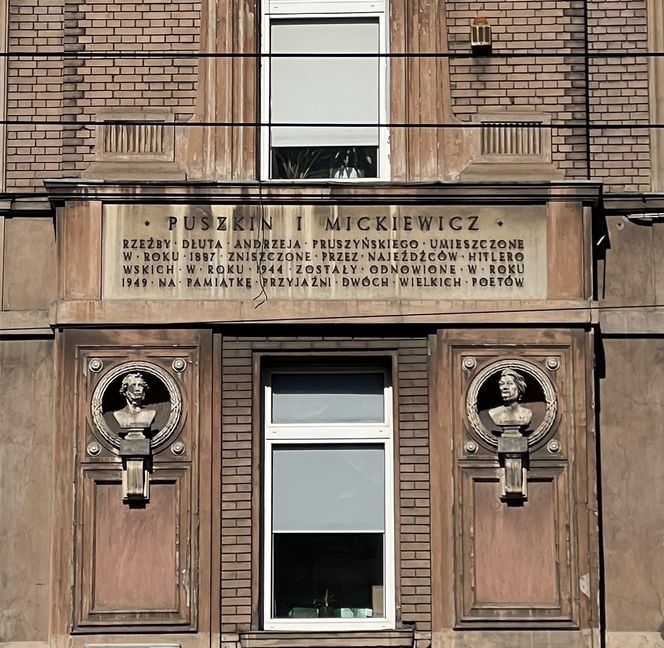 • PUSZKIN I MICKIEWICZ •
RZEŹBY · DŁUTA · ANDRZEJA · PRUSZYŃSKIEGO · UMIESZCZONE
W · ROKU · 1887 · ZNISZCZONE · PRZEZ · NAJEŹDŹCÓW · HITLERO
WSKICH · W · ROKU · 1944 · ZOSTAŁY · ODNOWIONE · W · ROKU
1949 · NA · PAMIĄTKĘ · PRZYJAŹNI · DWÓCH · WIELKICH · POETÓW